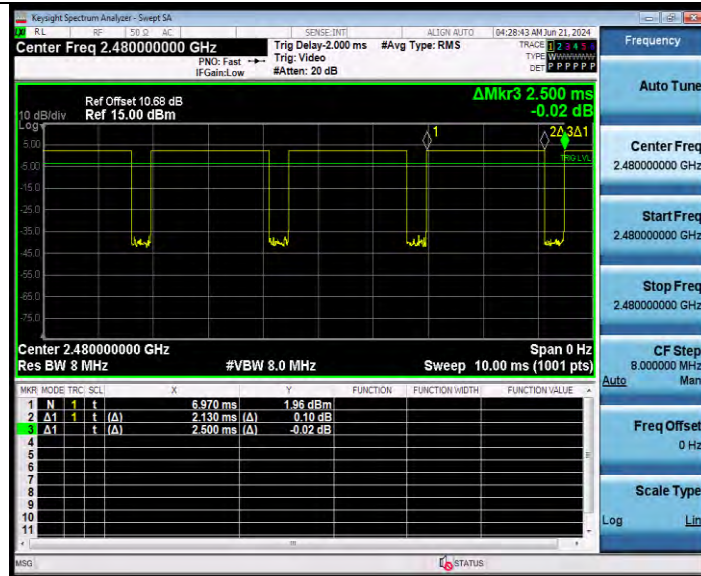 Keysight Spectrum Analyzer - Swept SA
RL RF 50 Ω AC SENSE:INT ALIGN AUTO 04:28:43 AM Jun 21, 2024
Center Freq 2.480000000 GHz
PNO: Fast
IFGain:Low
Trig Delay-2.000 ms
Trig: Video
#Atten: 20 dB
#Avg Type: RMS
TRACE 1 2 3 4 5 6
TYPE WWWWWW
DET P P P P P P
Ref Offset 10.68 dB
10 dB/div Ref 15.00 dBm
ΔMkr3 2.500 ms
-0.02 dB
Log
5.00
-5.00
-15.0
-25.0
-35.0
-45.0
-55.0
-65.0
-75.0
1
2Δ 3Δ1
TRIG LVL
Center 2.480000000 GHz Span 0 Hz
Res BW 8 MHz #VBW 8.0 MHz Sweep 10.00 ms (1001 pts)
MKR MODE TRC SCL X Y FUNCTION FUNCTION WIDTH FUNCTION VALUE
1 N 1 t 6.970 ms 1.96 dBm
2 Δ1 1 t (Δ) 2.130 ms (Δ) 0.10 dB
3 Δ1 t (Δ) 2.500 ms (Δ) -0.02 dB
4
5
6
7
8
9
10
11
MSG STATUS
Frequency
Auto Tune
Center Freq
2.480000000 GHz
Start Freq
2.480000000 GHz
Stop Freq
2.480000000 GHz
CF Step
8.000000 MHz
Auto Man
Freq Offset
0 Hz
Scale Type
Log Lin